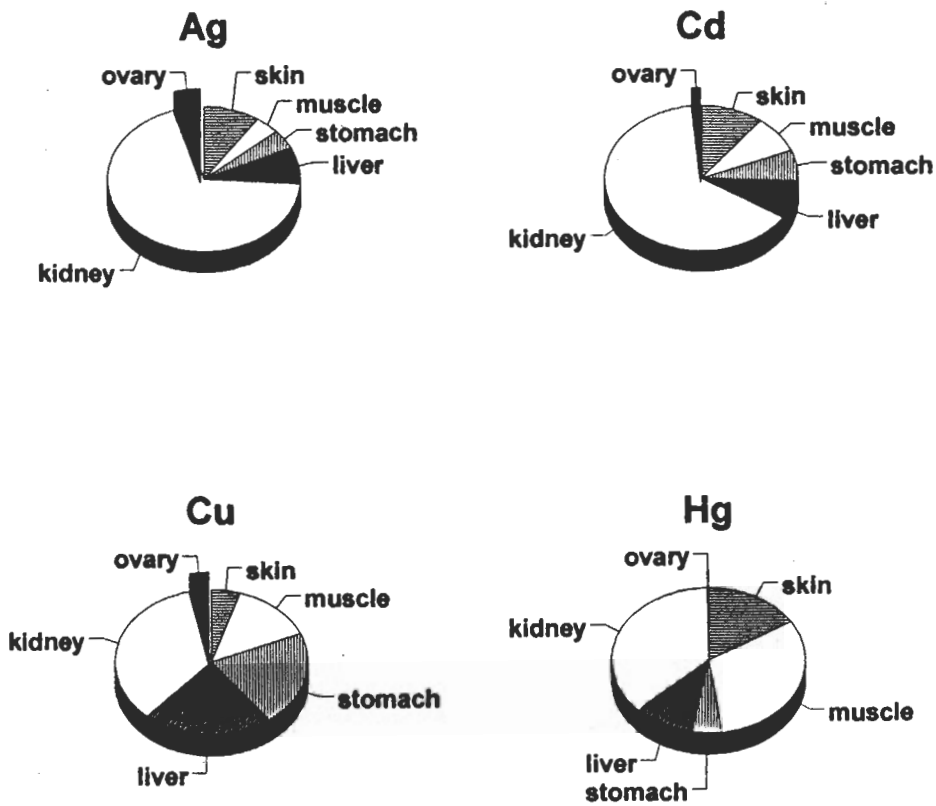 Ag
ovary
skin
muscle
stomach
liver
kidney
Cd
ovary
skin
muscle
stomach
liver
kidney
Cu
ovary
skin
muscle
kidney
stomach
liver
Hg
ovary
skin
kidney
muscle
liver
stomach